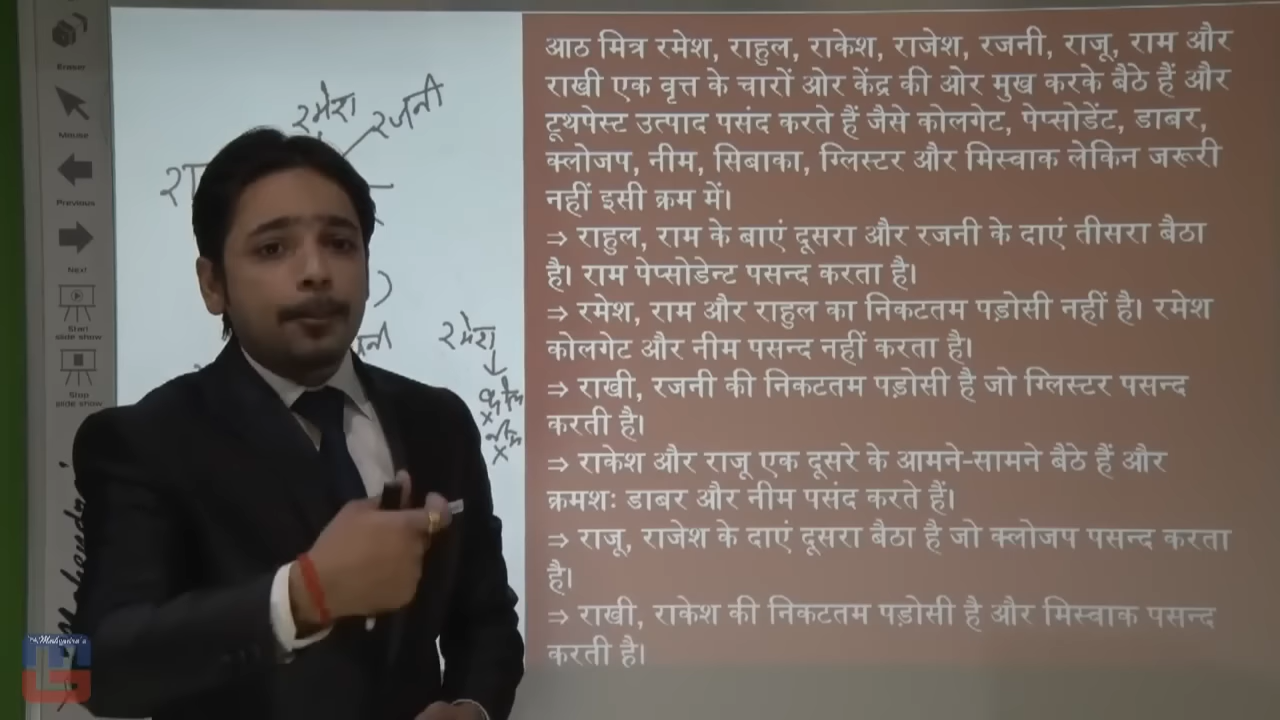 Eraser
Mouse
Previous
Next
Start
slide show
Stop
slide show
रमेश
रजनी
रमेश
आठ मित्र रमेश, राहुल, राकेश, राजेश, रजनी, राजू, राम और
राखी एक वृत्त के चारों ओर केंद्र की ओर मुख करके बैठे हैं और
टूथपेस्ट उत्पाद पसंद करते हैं जैसे कोलगेट, पेप्सोडेंट, डाबर,
क्लोजप, नीम, सिबाका, ग्लिस्टर और मिस्वाक लेकिन जरूरी
नहीं इसी क्रम में।
⇒ राहुल, राम के बाएं दूसरा और रजनी के दाएं तीसरा बैठा
है। राम पेप्सोडेन्ट पसन्द करता है।
⇒ रमेश, राम और राहुल का निकटतम पड़ोसी नहीं है। रमेश
कोलगेट और नीम पसन्द नहीं करता है।
⇒ राखी, रजनी की निकटतम पड़ोसी है जो ग्लिस्टर पसन्द
करती है।
⇒ राकेश और राजू एक दूसरे के आमने-सामने बैठे हैं और
क्रमशः डाबर और नीम पसंद करते हैं।
⇒ राजू, राजेश के दाएं दूसरा बैठा है जो क्लोजप पसन्द करता
है।
⇒ राखी, राकेश की निकटतम पड़ोसी है और मिस्वाक पसन्द
करती है।